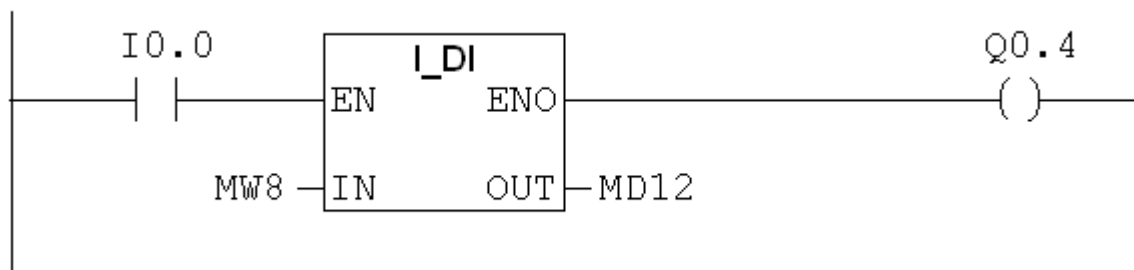 I0.0
I_DI
Q0.4
EN ENO
MW8 IN OUT MD12